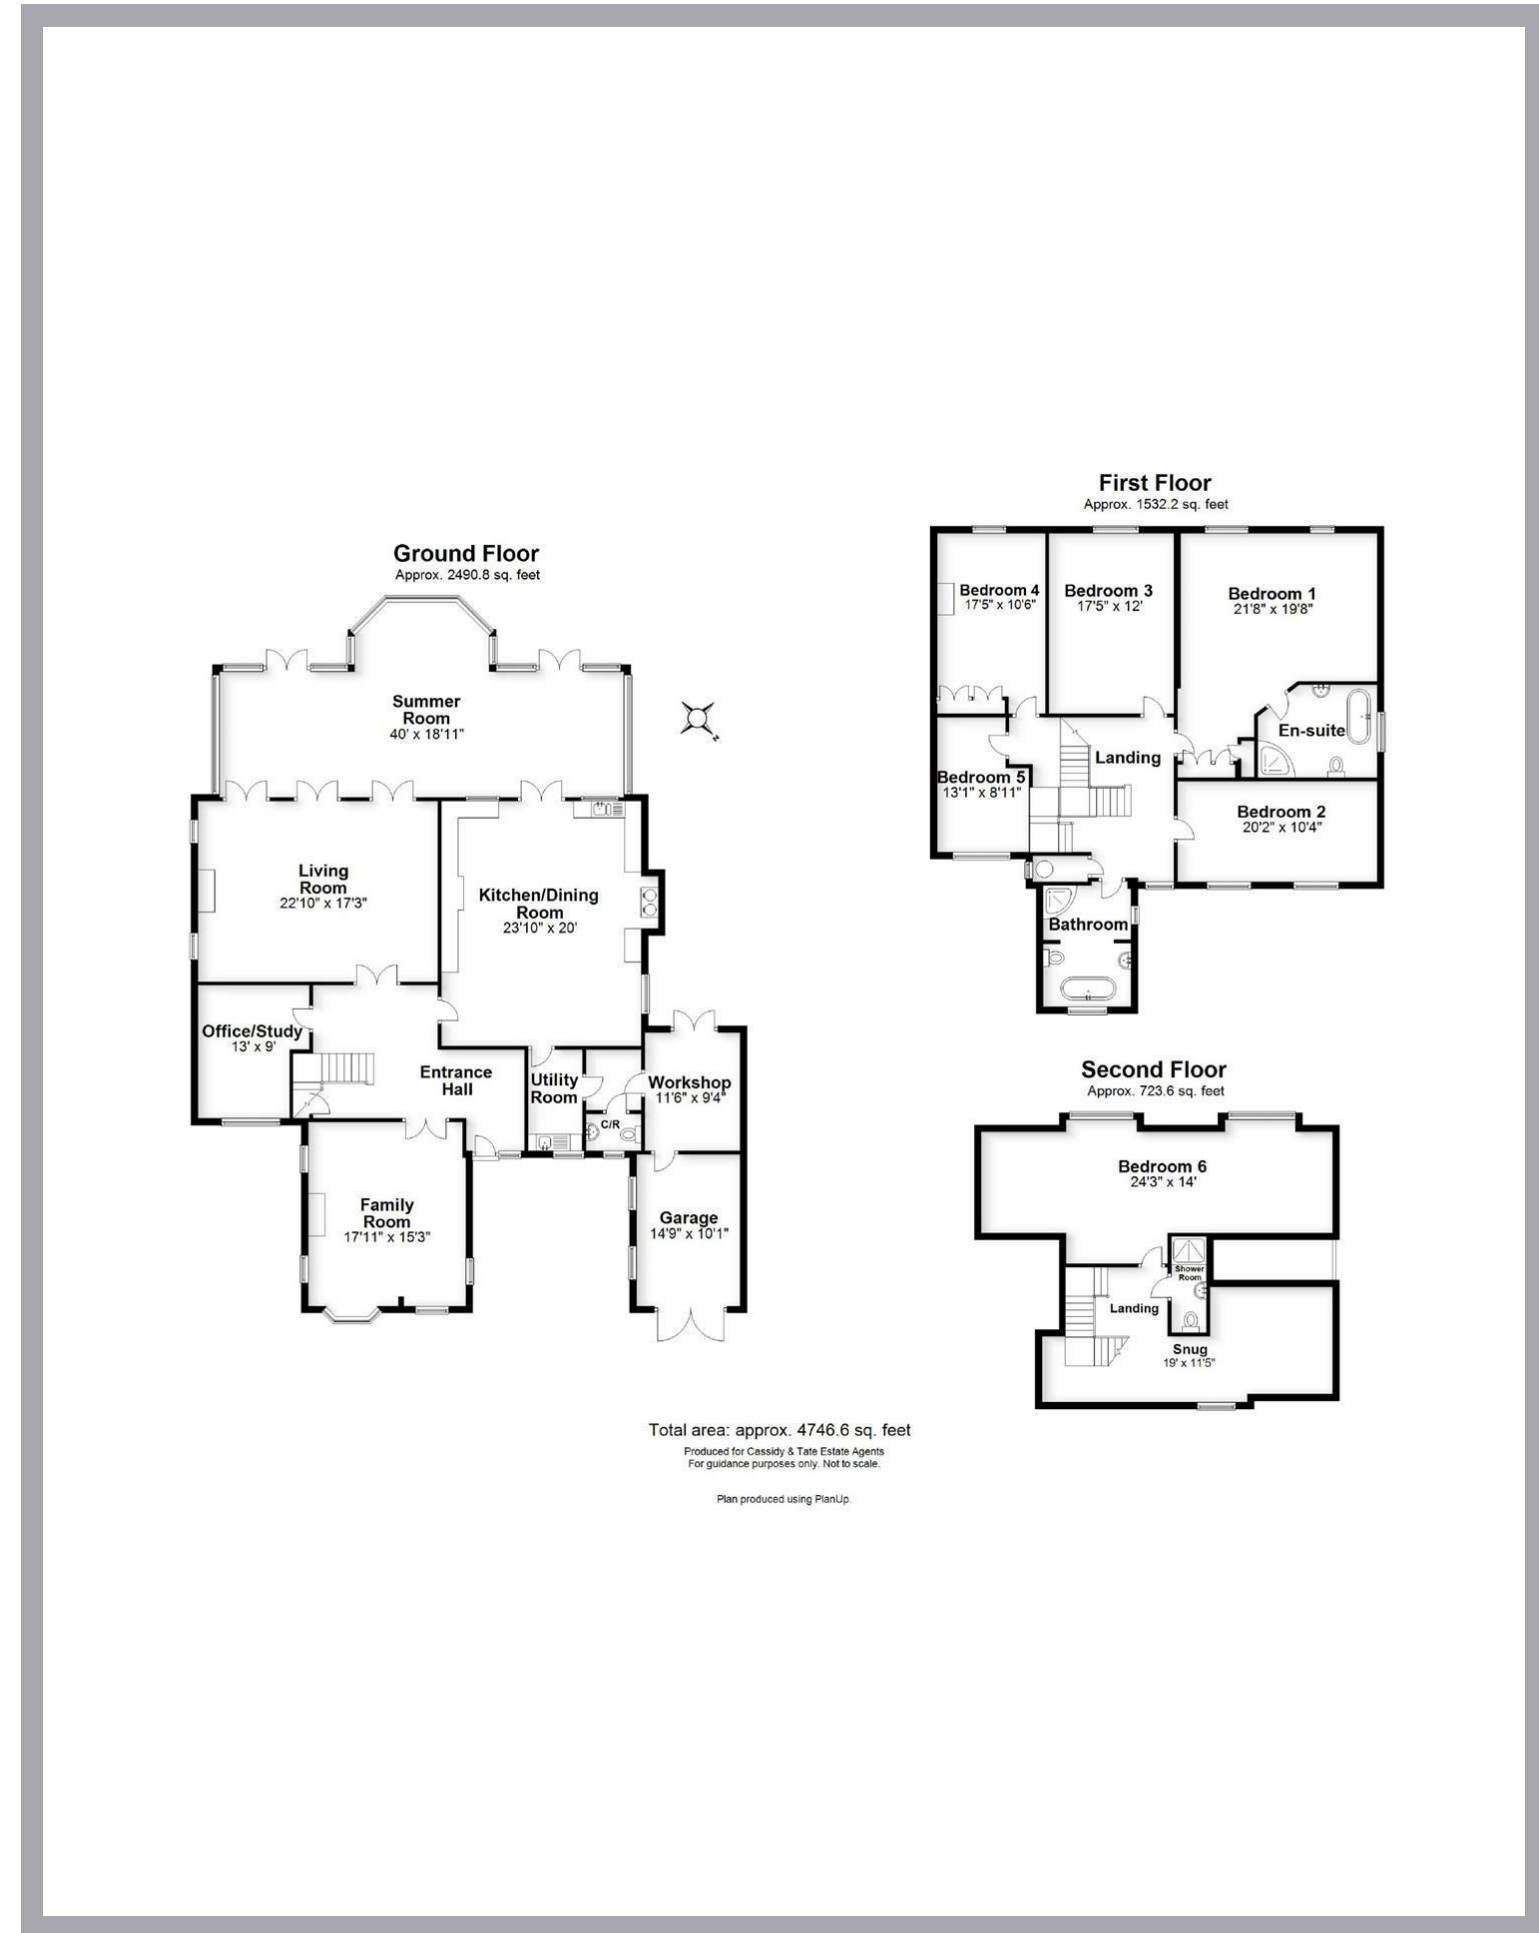 Ground Floor
Approx. 2490.8 sq. feet
Summer
Room
40' x 18'11"
Living
Room
22'10" x 17'3"
Kitchen/Dining
Room
23'10" x 20'
Office/Study
13' x 9'
Entrance
Hall
Utility
Room
C/R
Workshop
11'6" x 9'4"
Family
Room
17'11" x 15'3"
Garage
14'9" x 10'1"
N
First Floor
Approx. 1532.2 sq. feet
Bedroom 4
17'5" x 10'6"
Bedroom 3
17'5" x 12'
Bedroom 1
21'8" x 19'8"
En-suite
Landing
Bedroom 5
13'1" x 8'11"
Bedroom 2
20'2" x 10'4"
Bathroom
Second Floor
Approx. 723.6 sq. feet
Bedroom 6
24'3" x 14'
Shower
Room
Landing
Snug
19' x 11'5"
Total area: approx. 4746.6 sq. feet
Produced for Cassidy & Tate Estate Agents
For guidance purposes only. Not to scale.
Plan produced using PlanUp.